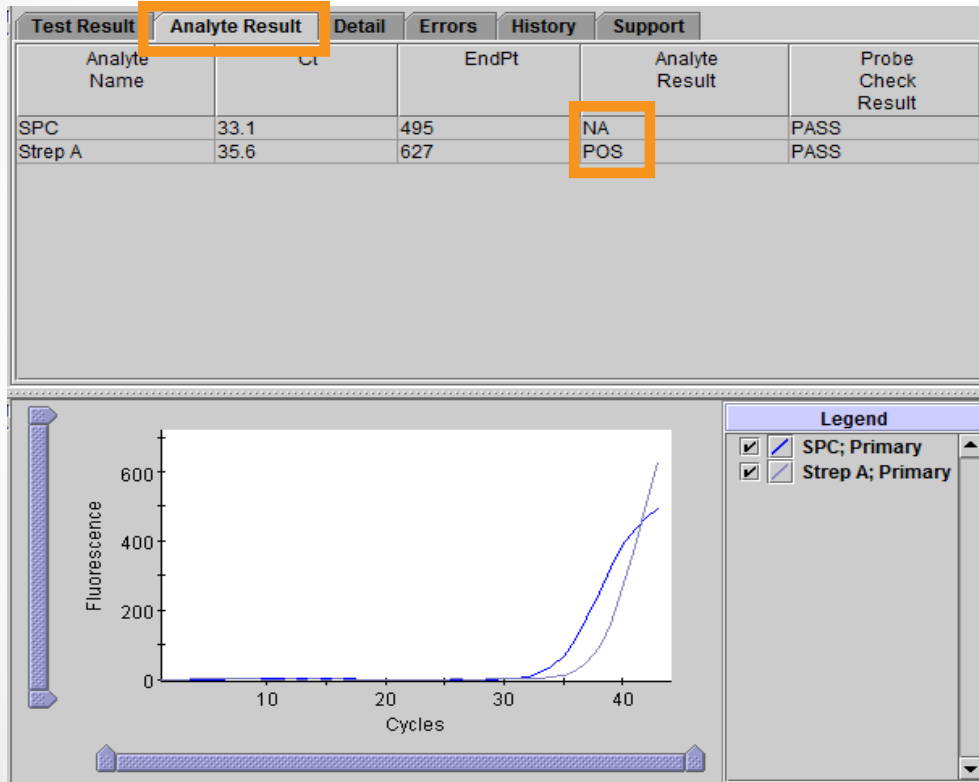 Test Result Analyte Result Detail Errors History Support
Analyte Name Ct EndPt Analyte Result Probe Check Result
SPC 33.1 495 NA PASS
Strep A 35.6 627 POS PASS
Legend
SPC; Primary
Strep A; Primary
Fluorescence
600
400
200
0
10 20 30 40
Cycles